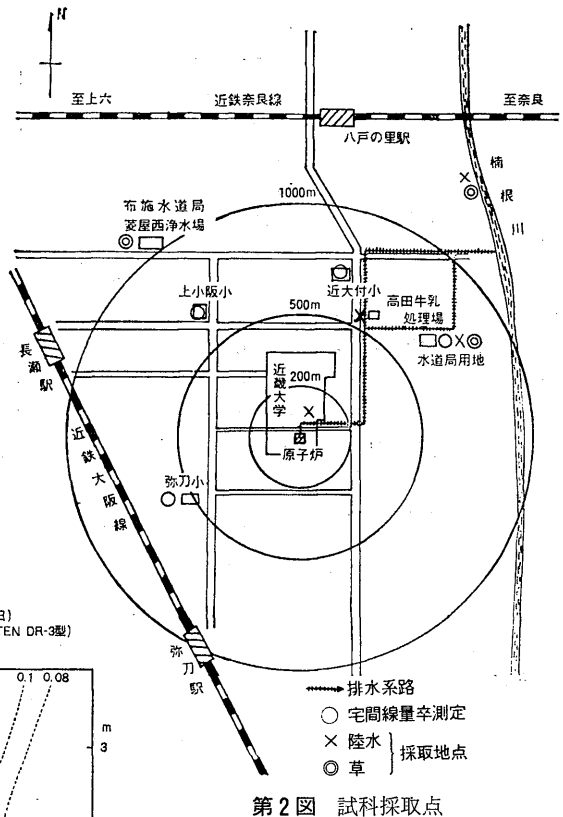 N
至上六
近鉄奈良線
至奈良
八戸の里駅
楠根川
1000m
布施水道局
菱屋西浄水場
上小阪小
近大付小
500m
高田牛乳
処理場
水道局用地
長瀬駅
近畿大学
200m
原子炉
近鉄大阪線
弥刀小
弥刀駅
TEN DR-3型)
0.1 0.08
m
3
排水系路
宅間線量卒測定
陸水
草
採取地点
第2図 試科採取点